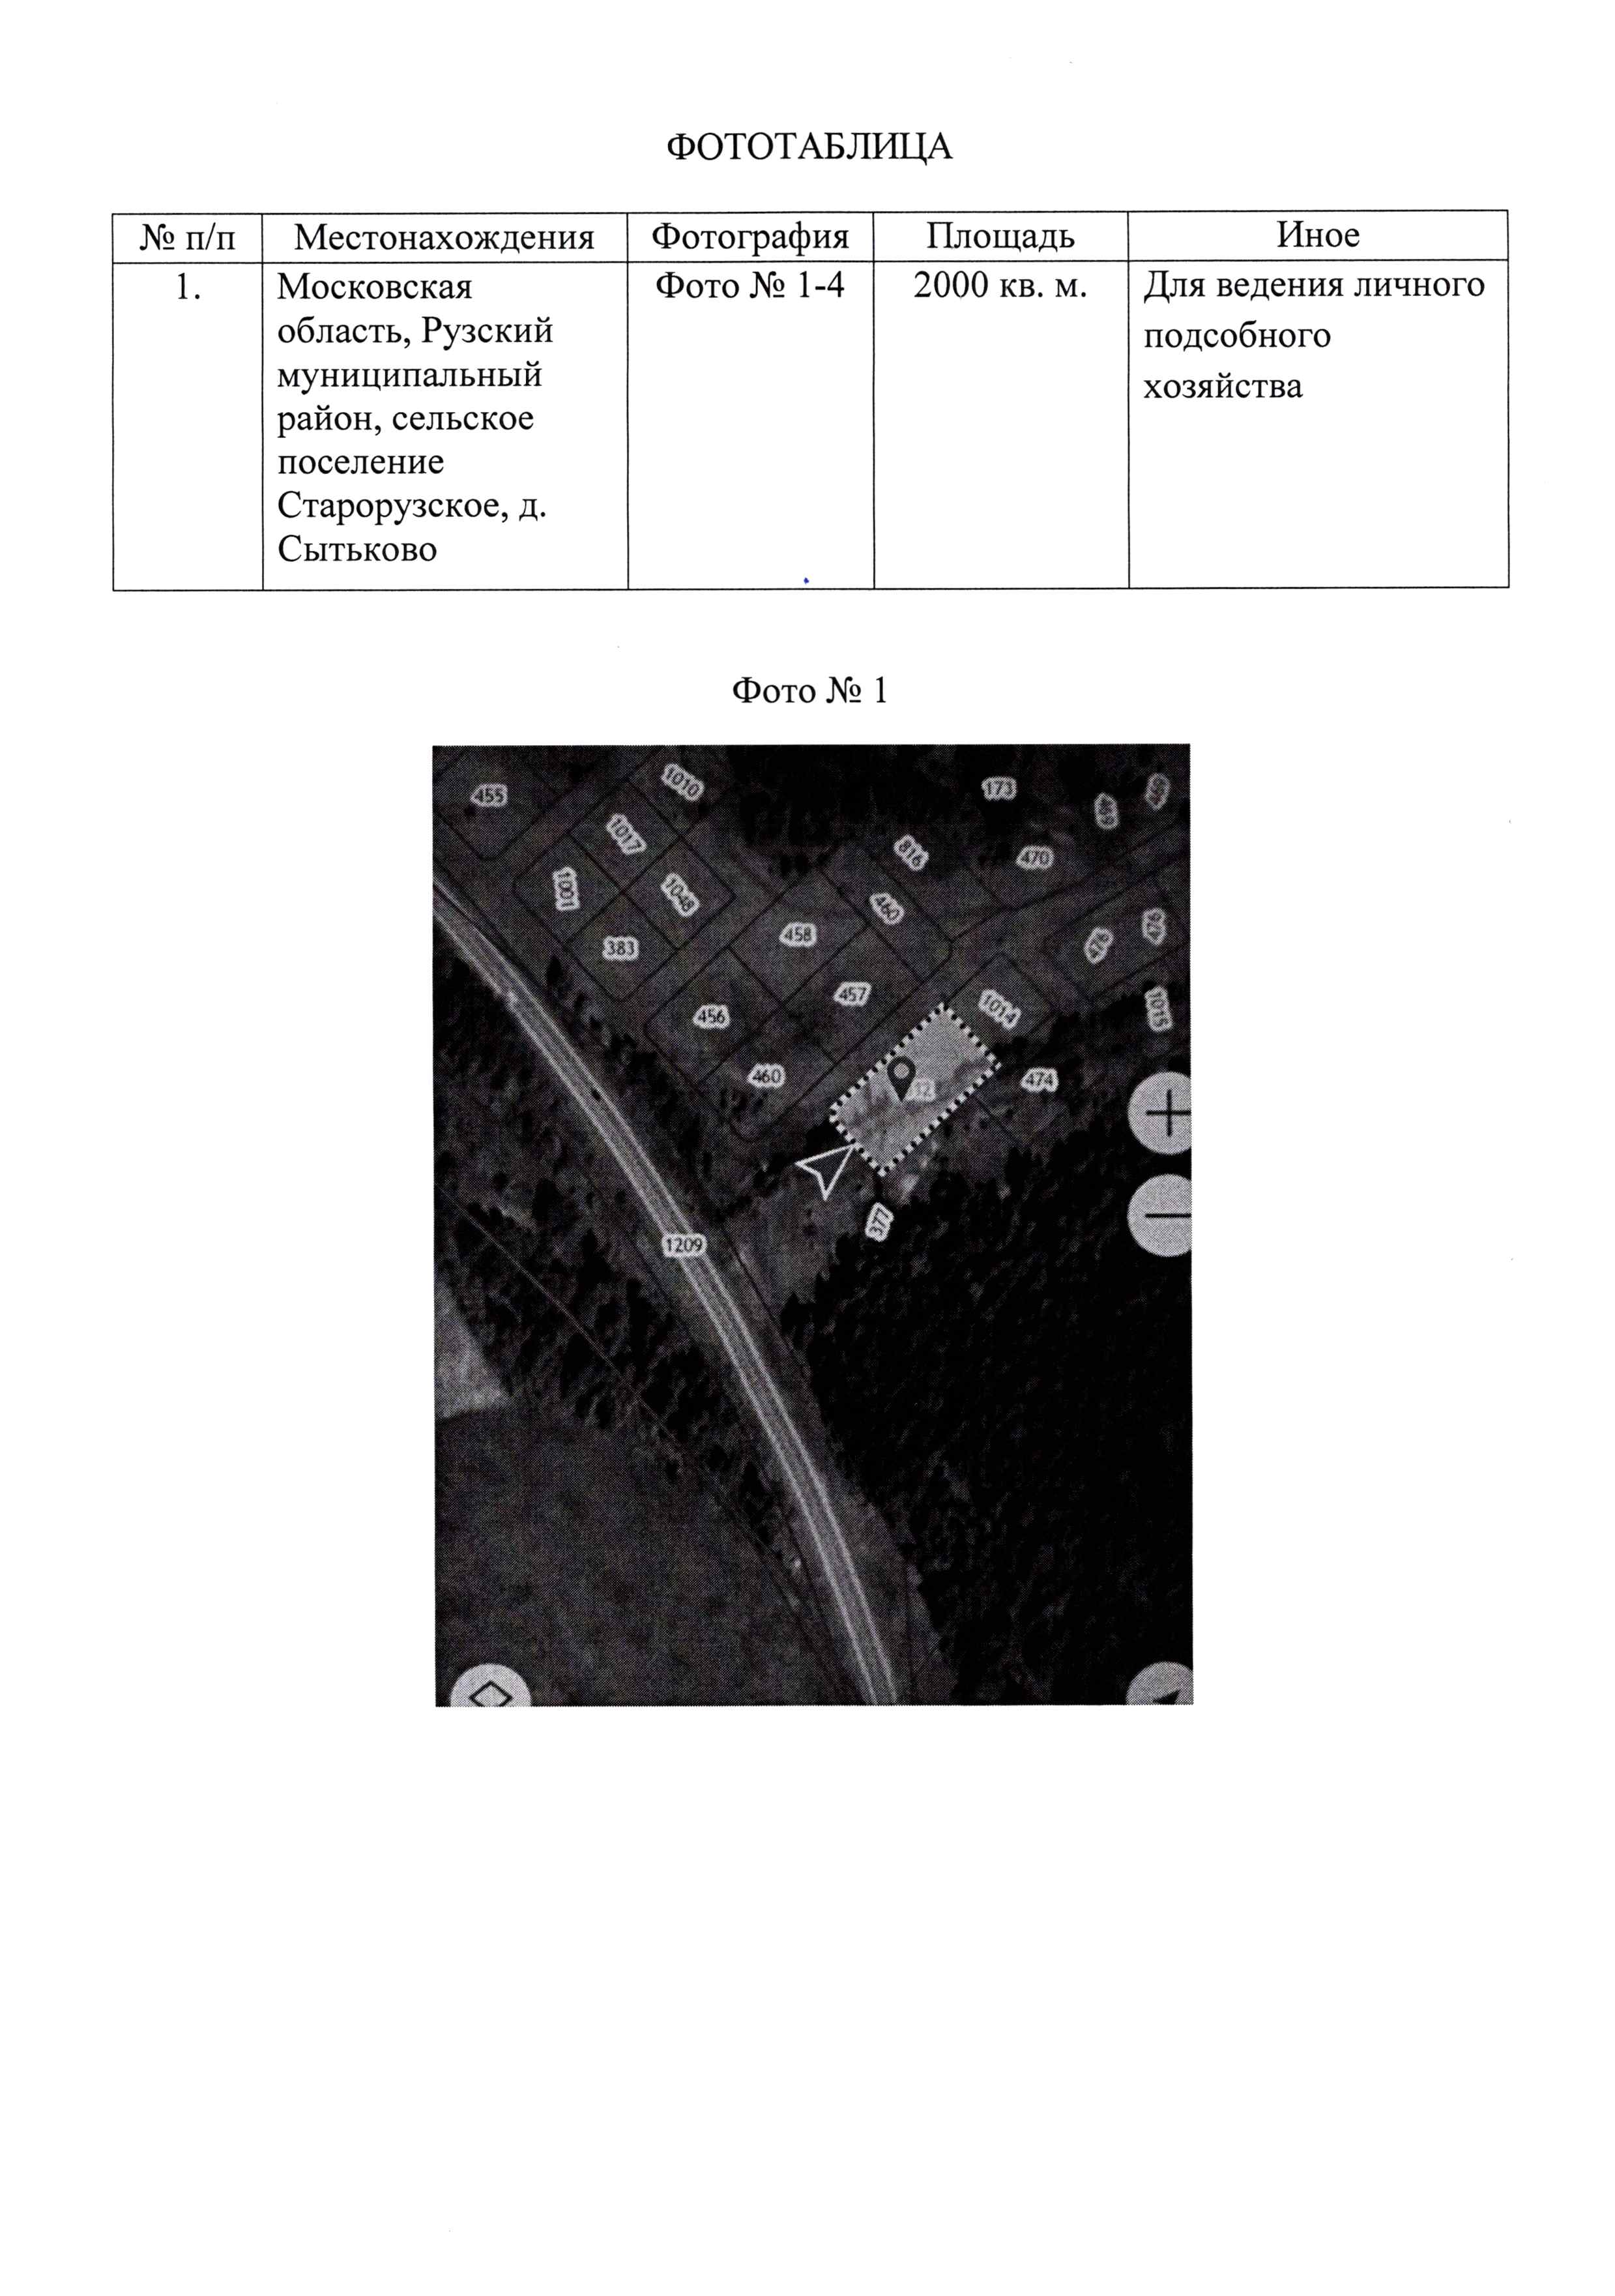 ФОТОТАБЛИЦА
№ п/п Местонахождения Фотография Площадь Иное
1. Московская Фото № 1-4 2000 кв. м. Для ведения личного
область, Рузский подсобного
муниципальный хозяйства
район, сельское
поселение
Старорузское, д.
Сытьково
Фото № 1
455
1010
173
1017
816
470
1001
1048
460
383
458
457
1014
1015
456
460
474
377
1209